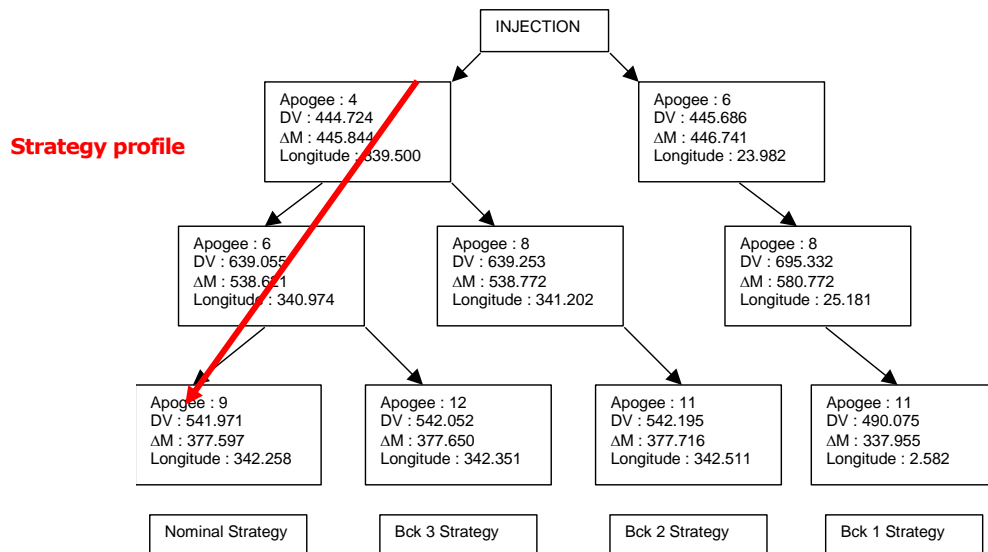 INJECTION
Apogee : 4
DV : 444.724
ΔM : 445.844
Longitude : 339.500
Apogee : 6
DV : 445.686
ΔM : 446.741
Longitude : 23.982
Strategy profile
Apogee : 6
DV : 639.055
ΔM : 538.621
Longitude : 340.974
Apogee : 8
DV : 639.253
ΔM : 538.772
Longitude : 341.202
Apogee : 8
DV : 695.332
ΔM : 580.772
Longitude : 25.181
Apogee : 9
DV : 541.971
ΔM : 377.597
Longitude : 342.258
Apogee : 12
DV : 542.052
ΔM : 377.650
Longitude : 342.351
Apogee : 11
DV : 542.195
ΔM : 377.716
Longitude : 342.511
Apogee : 11
DV : 490.075
ΔM : 337.955
Longitude : 2.582
Nominal Strategy
Bck 3 Strategy
Bck 2 Strategy
Bck 1 Strategy